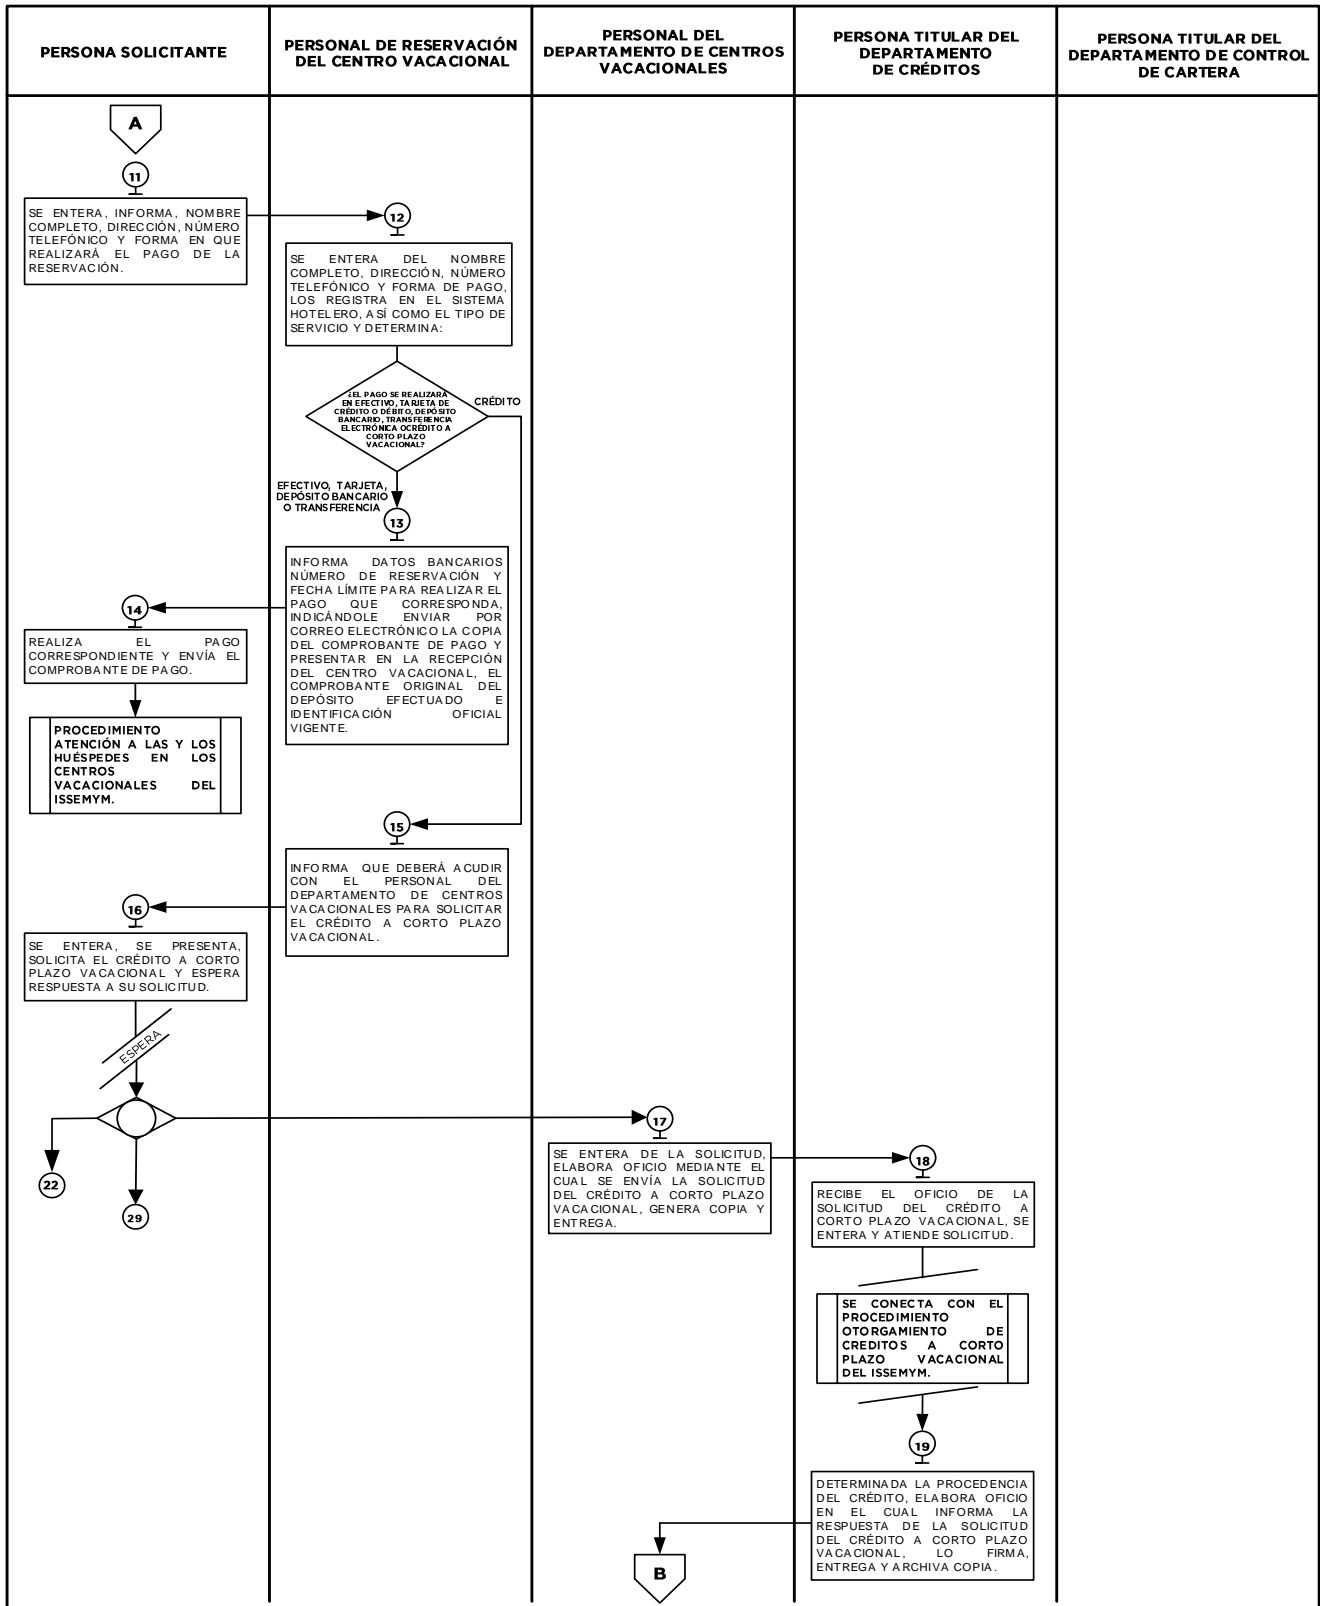 PERSONA SOLICITANTE
PERSONAL DE RESERVACIÓN
DEL CENTRO VACACIONAL
PERSONAL DEL
DEPARTAMENTO DE CENTROS
VACACIONALES
PERSONA TITULAR DEL
DEPARTAMENTO
DE CRÉDITOS
PERSONA TITULAR DEL
DEPARTAMENTO DE CONTROL
DE CARTERA
A
11
SE ENTERA, INFORMA, NOMBRE
COMPLETO, DIRECCIÓN, NÚMERO
TELEFÓNICO Y FORMA EN QUE
REALIZARÁ EL PAGO DE LA
RESERVACIÓN.
12
SE ENTERA DEL NOMBRE
COMPLETO, DIRECCIÓN, NÚMERO
TELEFÓNICO Y FORMA DE PAGO,
LOS REGISTRA EN EL SISTEMA
HOTELERO, ASÍ COMO EL TIPO DE
SERVICIO Y DETERMINA:
¿EL PAGO SE REALIZARÁ
EN EFECTIVO, TARJETA DE
CRÉDITO O DÉBITO, DEPÓSITO
BANCARIO, TRANSFERENCIA
ELECTRÓNICA OCRÉDITO A
CORTO PLAZO
VACACIONAL?
CRÉDITO
EFECTIVO, TARJETA,
DEPÓSITO BANCARIO
O TRANSFERENCIA
13
INFORMA DATOS BANCARIOS
NÚMERO DE RESERVACIÓN Y
FECHA LÍMITE PARA REALIZAR EL
PAGO QUE CORRESPONDA,
INDICÁNDOLE ENVIAR POR
CORREO ELECTRÓNICO LA COPIA
DEL COMPROBANTE DE PAGO Y
PRESENTAR EN LA RECEPCIÓN
DEL CENTRO VACACIONAL, EL
COMPROBANTE ORIGINAL DEL
DEPÓSITO EFECTUADO E
IDENTIFICACIÓN OFICIAL
VIGENTE.
14
REALIZA EL PAGO
CORRESPONDIENTE Y ENVÍA EL
COMPROBANTE DE PAGO.
PROCEDIMIENTO
ATENCIÓN A LAS Y LOS
HUÉSPEDES EN LOS
CENTROS
VACACIONALES DEL
ISSEMYM.
15
INFORMA QUE DEBERÁ ACUDIR
CON EL PERSONAL DEL
DEPARTAMENTO DE CENTROS
VACACIONALES PARA SOLICITAR
EL CRÉDITO A CORTO PLAZO
VACACIONAL.
16
SE ENTERA, SE PRESENTA,
SOLICITA EL CRÉDITO A CORTO
PLAZO VACACIONAL Y ESPERA
RESPUESTA A SU SOLICITUD.
ESPERA
22
29
17
SE ENTERA DE LA SOLICITUD,
ELABORA OFICIO MEDIANTE EL
CUAL SE ENVÍA LA SOLICITUD
DEL CRÉDITO A CORTO PLAZO
VACACIONAL, GENERA COPIA Y
ENTREGA.
18
RECIBE EL OFICIO DE LA
SOLICITUD DEL CRÉDITO A
CORTO PLAZO VACACIONAL, SE
ENTERA Y ATIENDE SOLICITUD.
SE CONECTA CON EL
PROCEDIMIENTO
OTORGAMIENTO DE
CREDITOS A CORTO
PLAZO VACACIONAL
DEL ISSEMYM.
19
DETERMINADA LA PROCEDENCIA
DEL CRÉDITO, ELABORA OFICIO
EN EL CUAL INFORMA LA
RESPUESTA DE LA SOLICITUD
DEL CRÉDITO A CORTO PLAZO
VACACIONAL, LO FIRMA,
ENTREGA Y ARCHIVA COPIA.
B